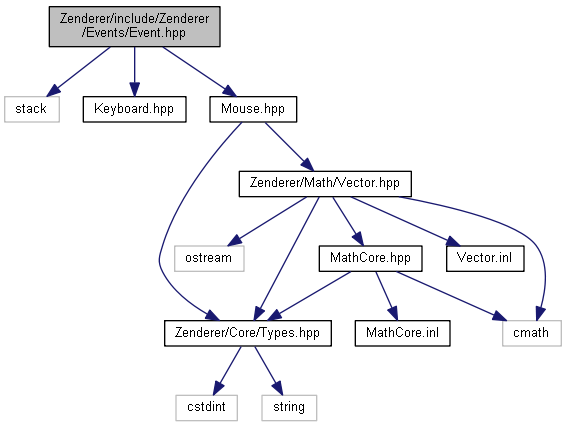 Zenderer/include/Zenderer
/Events/Event.hpp
stack
Keyboard.hpp
Mouse.hpp
Zenderer/Math/Vector.hpp
ostream
MathCore.hpp
Vector.inl
Zenderer/Core/Types.hpp
MathCore.inl
cmath
cstdint
string